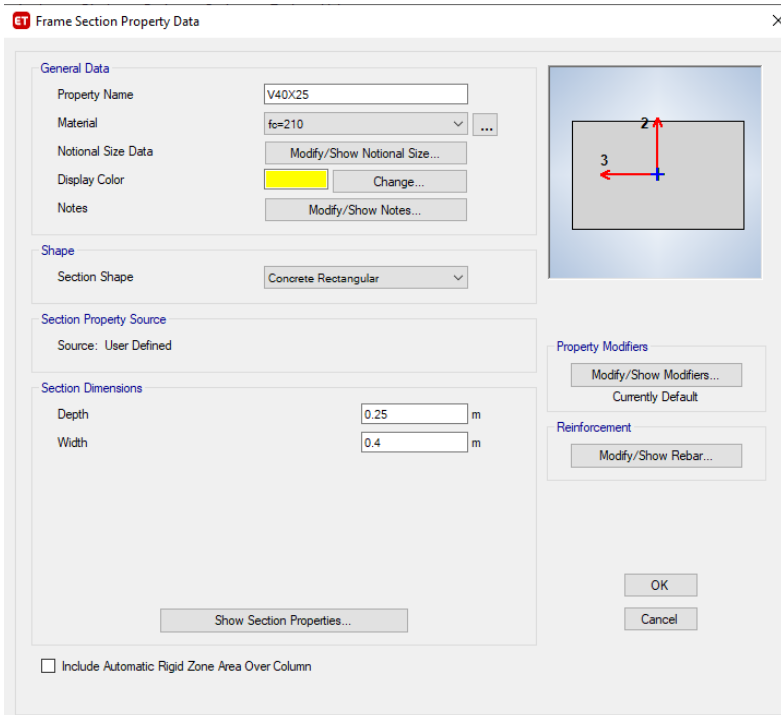 ET Frame Section Property Data
General Data
Property Name V40X25
Material fc=210 ...
Notional Size Data Modify/Show Notional Size...
Display Color Change...
Notes Modify/Show Notes...
Shape
Section Shape Concrete Rectangular
Section Property Source
Source: User Defined
Section Dimensions
Depth 0.25 m
Width 0.4 m
Show Section Properties...
Include Automatic Rigid Zone Area Over Column
2
3
Property Modifiers
Modify/Show Modifiers...
Currently Default
Reinforcement
Modify/Show Rebar...
OK
Cancel